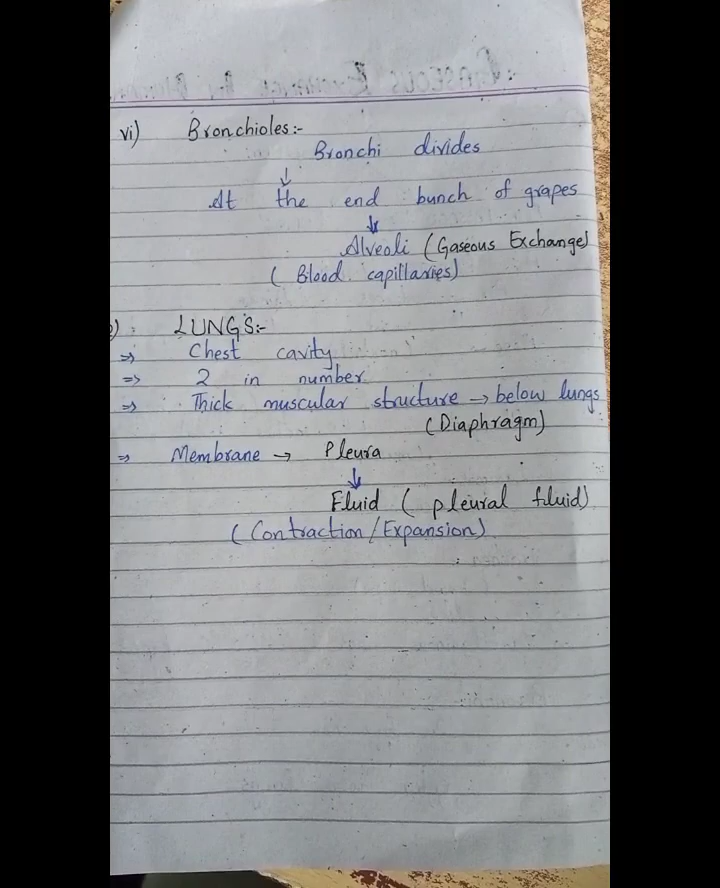 vi) Bronchioles:-
Bronchi divides
↓
At the end bunch of grapes
↓
Alveoli (Gaseous Exchange)
( Blood capillaries)
): LUNGS:-
⇒ Chest cavity
⇒ 2 in number
⇒ Thick muscular structure → below lungs
(Diaphragm)
⇒ Membrane → Pleura
↓
Fluid ( pleural fluid)
( Contraction/Expansion)